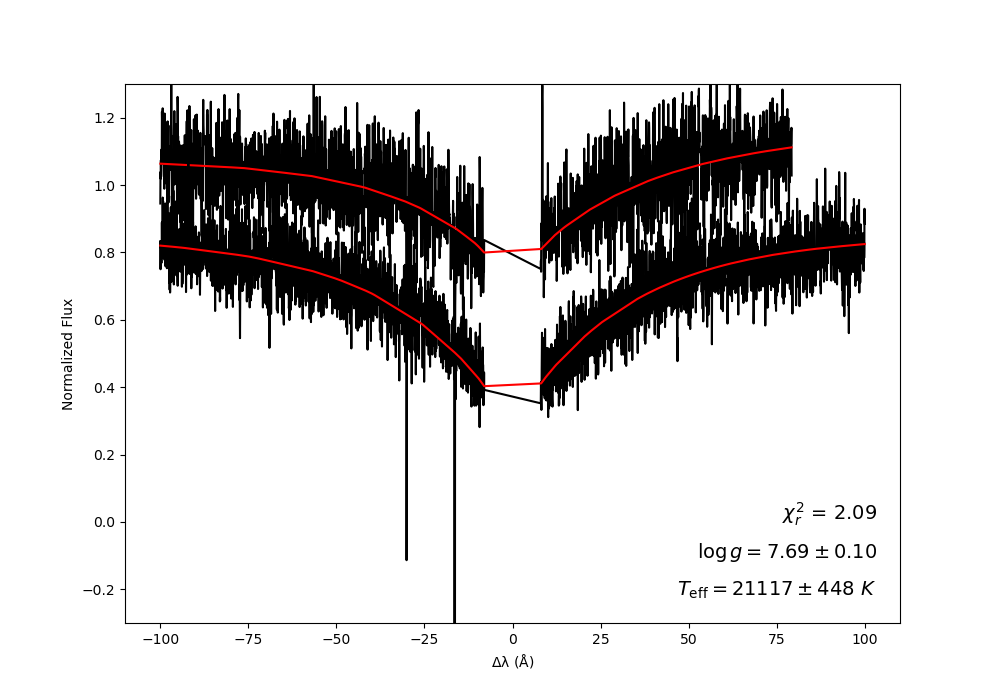 1.2
1.0
0.8
0.6
0.4
0.2
0.0
−0.2
Normalized Flux
χ²ᵣ = 2.09
log g = 7.69 ± 0.10
T_eff = 21117 ± 448 K
−100 −75 −50 −25 0 25 50 75 100
Δλ (Å)